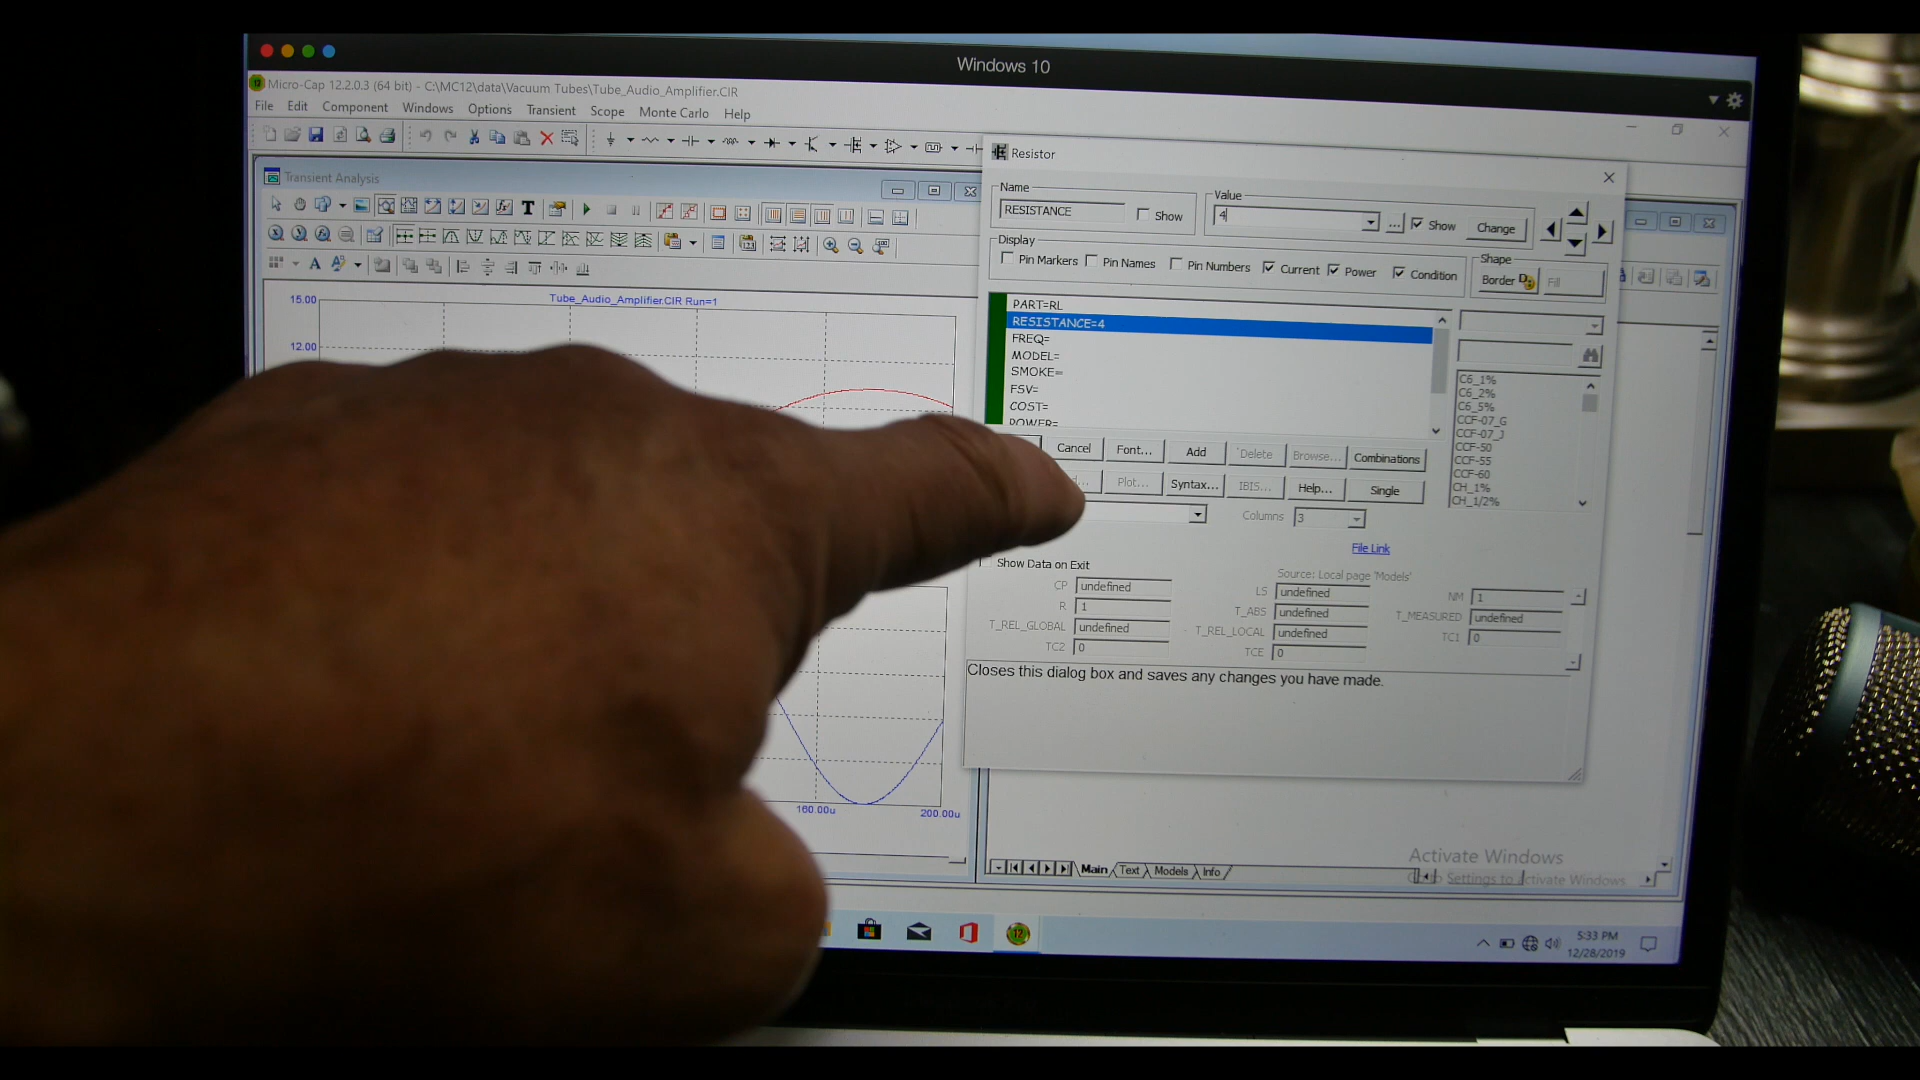 Windows 10
Micro-Cap 12.2.0.3 (64 bit) - C:\MC12\data\Vacuum Tubes\Tube_Audio_Amplifier.CIR
File Edit Component Windows Options Transient Scope Monte Carlo Help
Transient Analysis
Tube_Audio_Amplifier.CIR Run=1
15.00
12.00
160.00u 200.00u
Resistor
Name
RESISTANCE
Show
Value
4
... Show Change
Display
Pin Markers Pin Names Pin Numbers Current Power Condition
Shape
Border Fill
PART=RL
RESISTANCE=4
FREQ=
MODEL=
SMOKE=
FSV=
COST=
POWER=
C6_1%
C6_2%
C6_5%
CCF-07_G
CCF-07_J
CCF-50
CCF-55
CCF-60
CH_1%
CH_1/2%
Cancel Font... Add Delete Browse... Combinations
Plot... Syntax... IBIS... Help... Single
Columns 3
File Link
Show Data on Exit
Source: Local page 'Models'
CP undefined LS undefined NM 1
R 1 T_ABS undefined T_MEASURED undefined
T_REL_GLOBAL undefined T_REL_LOCAL undefined TC1 0
TC2 0 TCE 0
Closes this dialog box and saves any changes you have made.
Activate Windows
Settings to activate Windows
Main Text Models Info
12
5:33 PM
12/28/2019